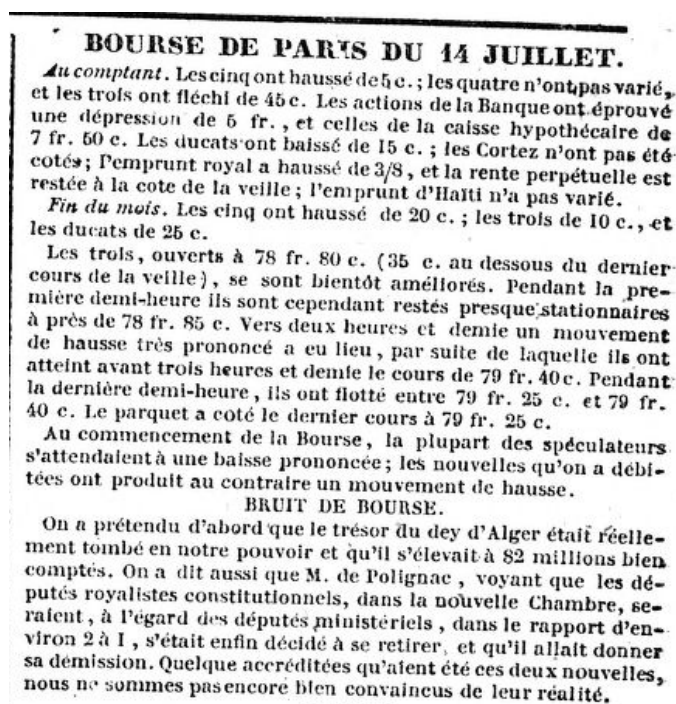 BOURSE DE PARIS DU 14 JUILLET.
Au comptant. Les cinq ont haussé de 5 c. ; les quatre n'ont pas varié,
et les trois ont fléchi de 45 c. Les actions de la Banque ont éprouvé
une dépression de 5 fr., et celles de la caisse hypothécaire de
7 fr. 50 c. Les ducats ont baissé de 15 c. ; les Cortez n'ont pas été
cotés; l'emprunt royal a haussé de 3/8, et la rente perpétuelle est
restée à la cote de la veille ; l'emprunt d'Haïti n'a pas varié.
Fin du mois. Les cinq ont haussé de 20 c. ; les trois de 10 c., et
les ducats de 25 c.
Les trois, ouverts à 78 fr. 80 c. (35 c. au dessous du dernier
cours de la veille), se sont bientôt améliorés. Pendant la pre-
mière demi-heure ils sont cependant restés presque stationnaires
à près de 78 fr. 85 c. Vers deux heures et demie un mouvement
de hausse très prononcé a eu lieu, par suite de laquelle ils ont
atteint avant trois heures et demie le cours de 79 fr. 40 c. Pendant
la dernière demi-heure, ils ont flotté entre 79 fr. 25 c. et 79 fr.
40 c. Le parquet a coté le dernier cours à 79 fr. 25 c.
Au commencement de la Bourse, la plupart des spéculateurs
s'attendaient à une baisse prononcée; les nouvelles qu'on a débi-
tées ont produit au contraire un mouvement de hausse.
BRUIT DE BOURSE.
On a prétendu d'abord que le trésor du dey d'Alger était réelle-
ment tombé en notre pouvoir et qu'il s'élevait à 82 millions bien
comptés. On a dit aussi que M. de Polignac, voyant que les dé-
putés royalistes constitutionnels, dans la nouvelle Chambre, se-
raient, à l'égard des députés ministériels, dans le rapport d'en-
viron 2 à I, s'était enfin décidé à se retirer, et qu'il allait donner
sa démission. Quelque accréditées qu'aient été ces deux nouvelles,
nous ne sommes pas encore bien convaincus de leur réalité.